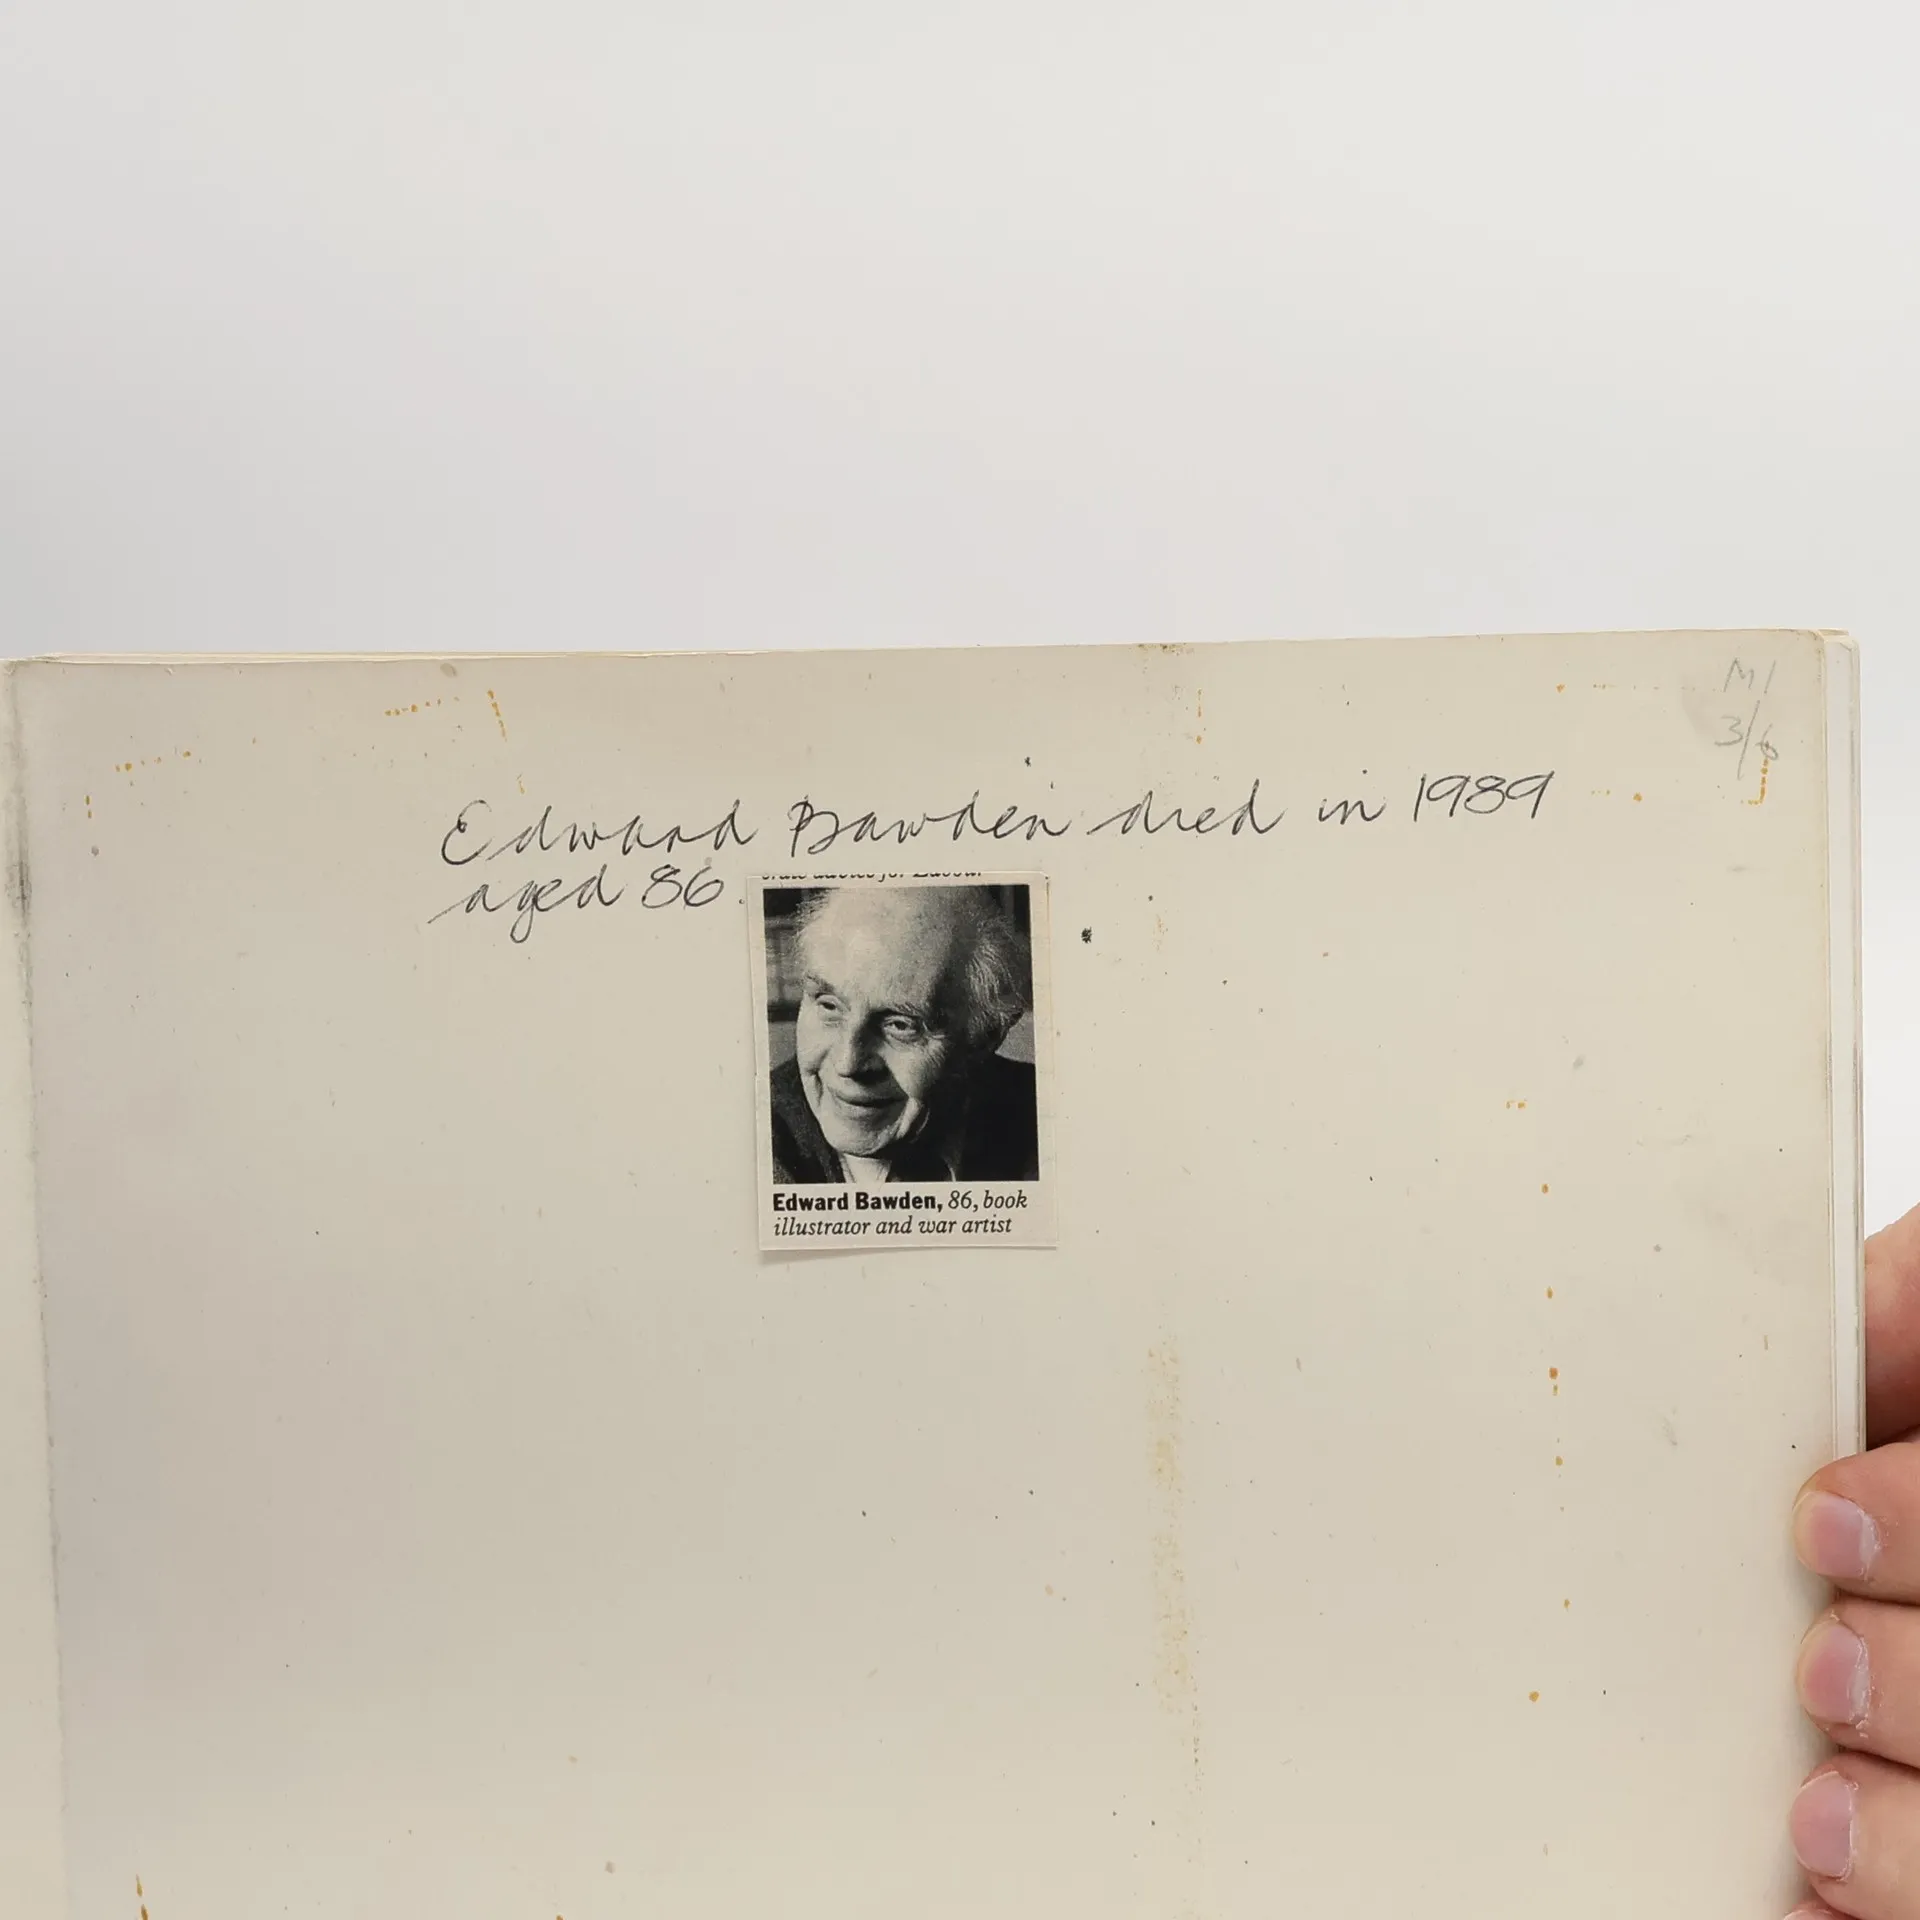 M/
3/6
Edward Bawden died in 1989
aged 86.
Edward Bawden, 86, book
illustrator and war artist